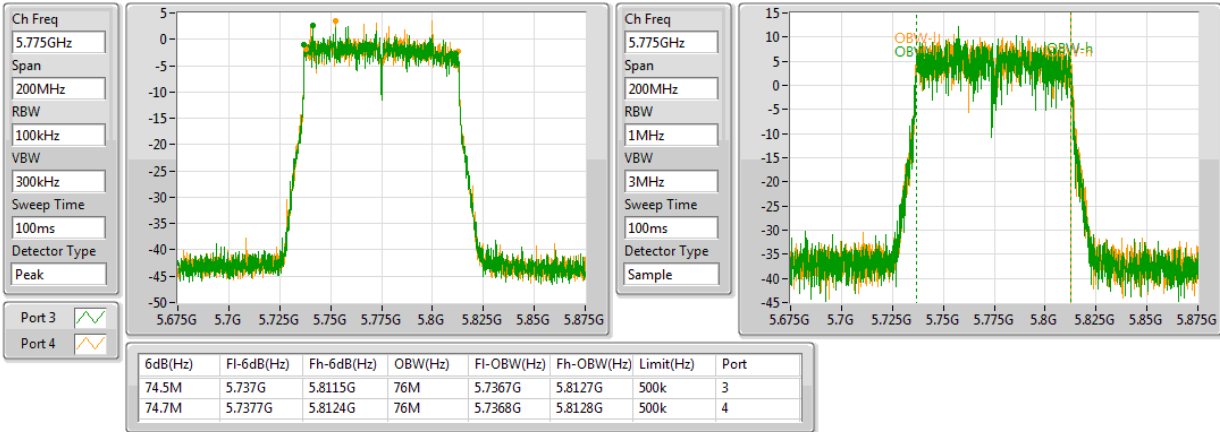 Ch Freq
5.775GHz
Span
200MHz
RBW
100kHz
VBW
300kHz
Sweep Time
100ms
Detector Type
Peak
Port 3
Port 4
5
0
-5
-10
-15
-20
-25
-30
-35
-40
-45
-50
5.675G 5.7G 5.725G 5.75G 5.775G 5.8G 5.825G 5.875G
Ch Freq
5.775GHz
Span
200MHz
RBW
1MHz
VBW
3MHz
Sweep Time
100ms
Detector Type
Sample
15
10
5
0
-5
-10
-15
-20
-25
-30
-35
-40
-45
5.675G 5.7G 5.725G 5.75G 5.775G 5.8G 5.825G 5.875G
OBW-h
6dB(Hz) Fl-6dB(Hz) Fh-6dB(Hz) OBW(Hz) Fl-OBW(Hz) Fh-OBW(Hz) Limit(Hz) Port
74.5M 5.737G 5.8115G 76M 5.7367G 5.8127G 500k 3
74.7M 5.7377G 5.8124G 76M 5.7368G 5.8128G 500k 4